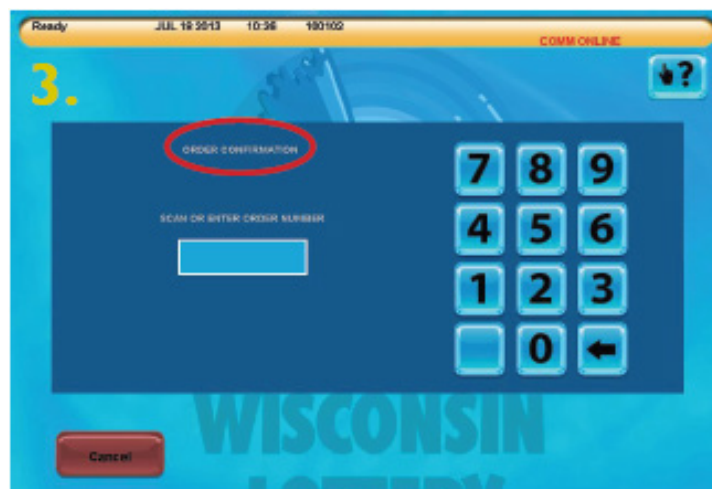 Ready JUL 19 2013 10:36 100102
COMM ONLINE
3.
?
ORDER CONFIRMATION
7 8 9
SCAN OR ENTER ORDER NUMBER
4 5 6
1 2 3
0
WISCONSIN
LOTTERY
Cancel